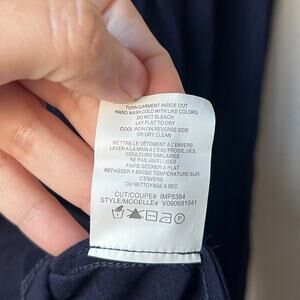 TURN GARMENT INSIDE OUT
HAND WASH COLD WITH LIKE COLORS
DO NOT BLEACH
LAY FLAT TO DRY
COOL IRON ON REVERSE SIDE
OR DRY CLEAN
METTRE LE VÊTEMENT À L'ENVERS
LAVER A LA MAIN A L'EAU FROIDE, DES
COULEURS SIMILAIRES
NE PAS JAVELLISER
FAIRE SÉCHER À PLAT
REPASSER A BASSE TEMPÉRATURE SUR
L'ENVERS
OU NETTOYAGE A SEC
CUT/COUPE# IMP6384
STYLE/MODELLE# V090681541
P